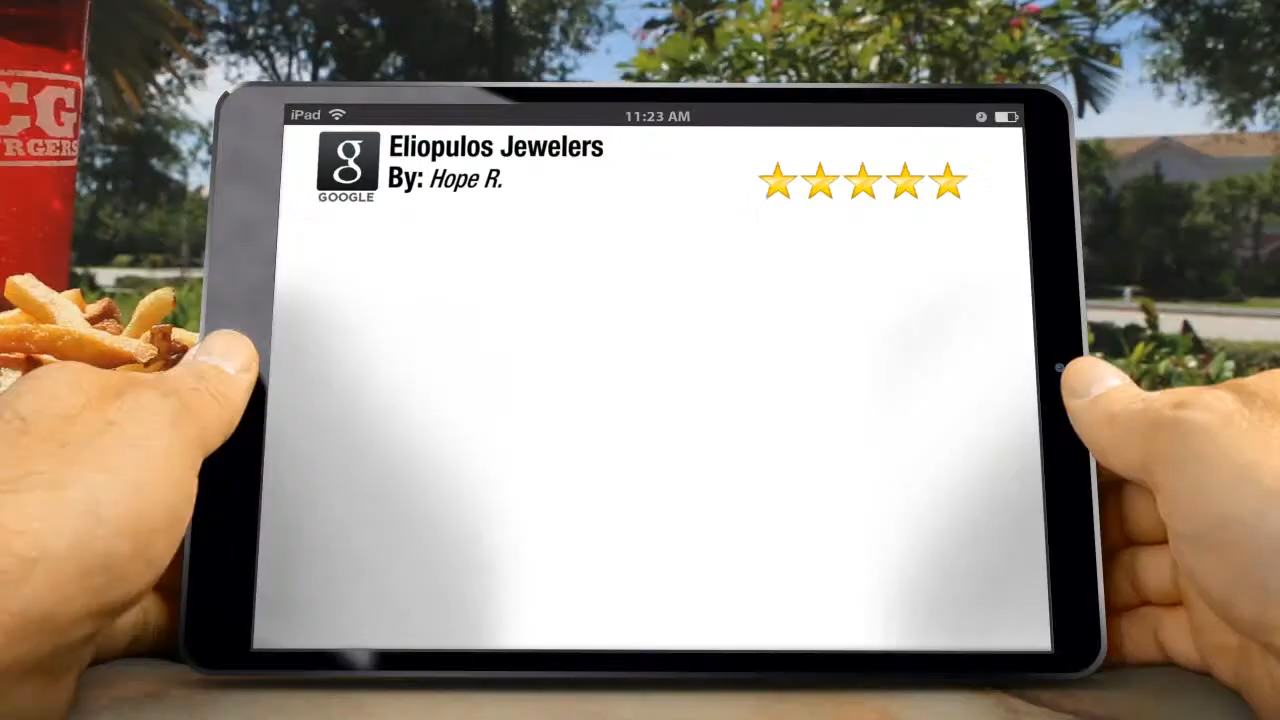 CG
RGERS
iPad
11:23 AM
g
GOOGLE
Eliopulos Jewelers
By: Hope R.